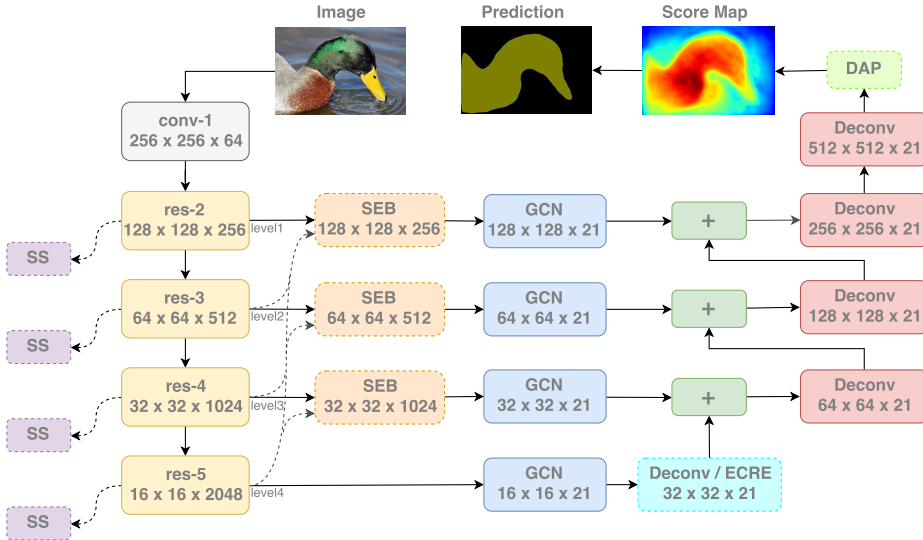 Image
Prediction
Score Map
DAP
conv-1
256 x 256 x 64
Deconv
512 x 512 x 21
res-2
128 x 128 x 256
level1
SEB
128 x 128 x 256
GCN
128 x 128 x 21
+
Deconv
256 x 256 x 21
SS
res-3
64 x 64 x 512
level2
SEB
64 x 64 x 512
GCN
64 x 64 x 21
+
Deconv
128 x 128 x 21
SS
res-4
32 x 32 x 1024
level3
SEB
32 x 32 x 1024
GCN
32 x 32 x 21
+
Deconv
64 x 64 x 21
SS
res-5
16 x 16 x 2048
level4
GCN
16 x 16 x 21
Deconv / ECRE
32 x 32 x 21
SS